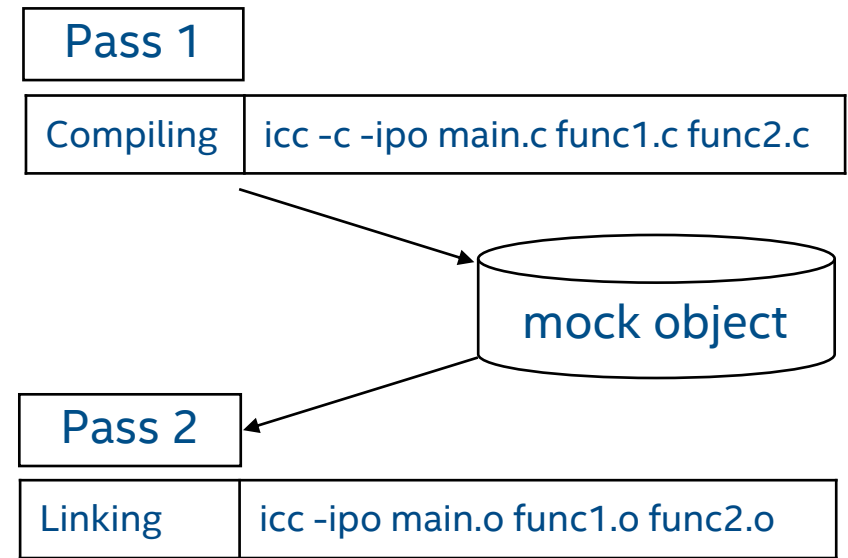 Pass 1
Compiling icc -c -ipo main.c func1.c func2.c
mock object
Pass 2
Linking icc -ipo main.o func1.o func2.o